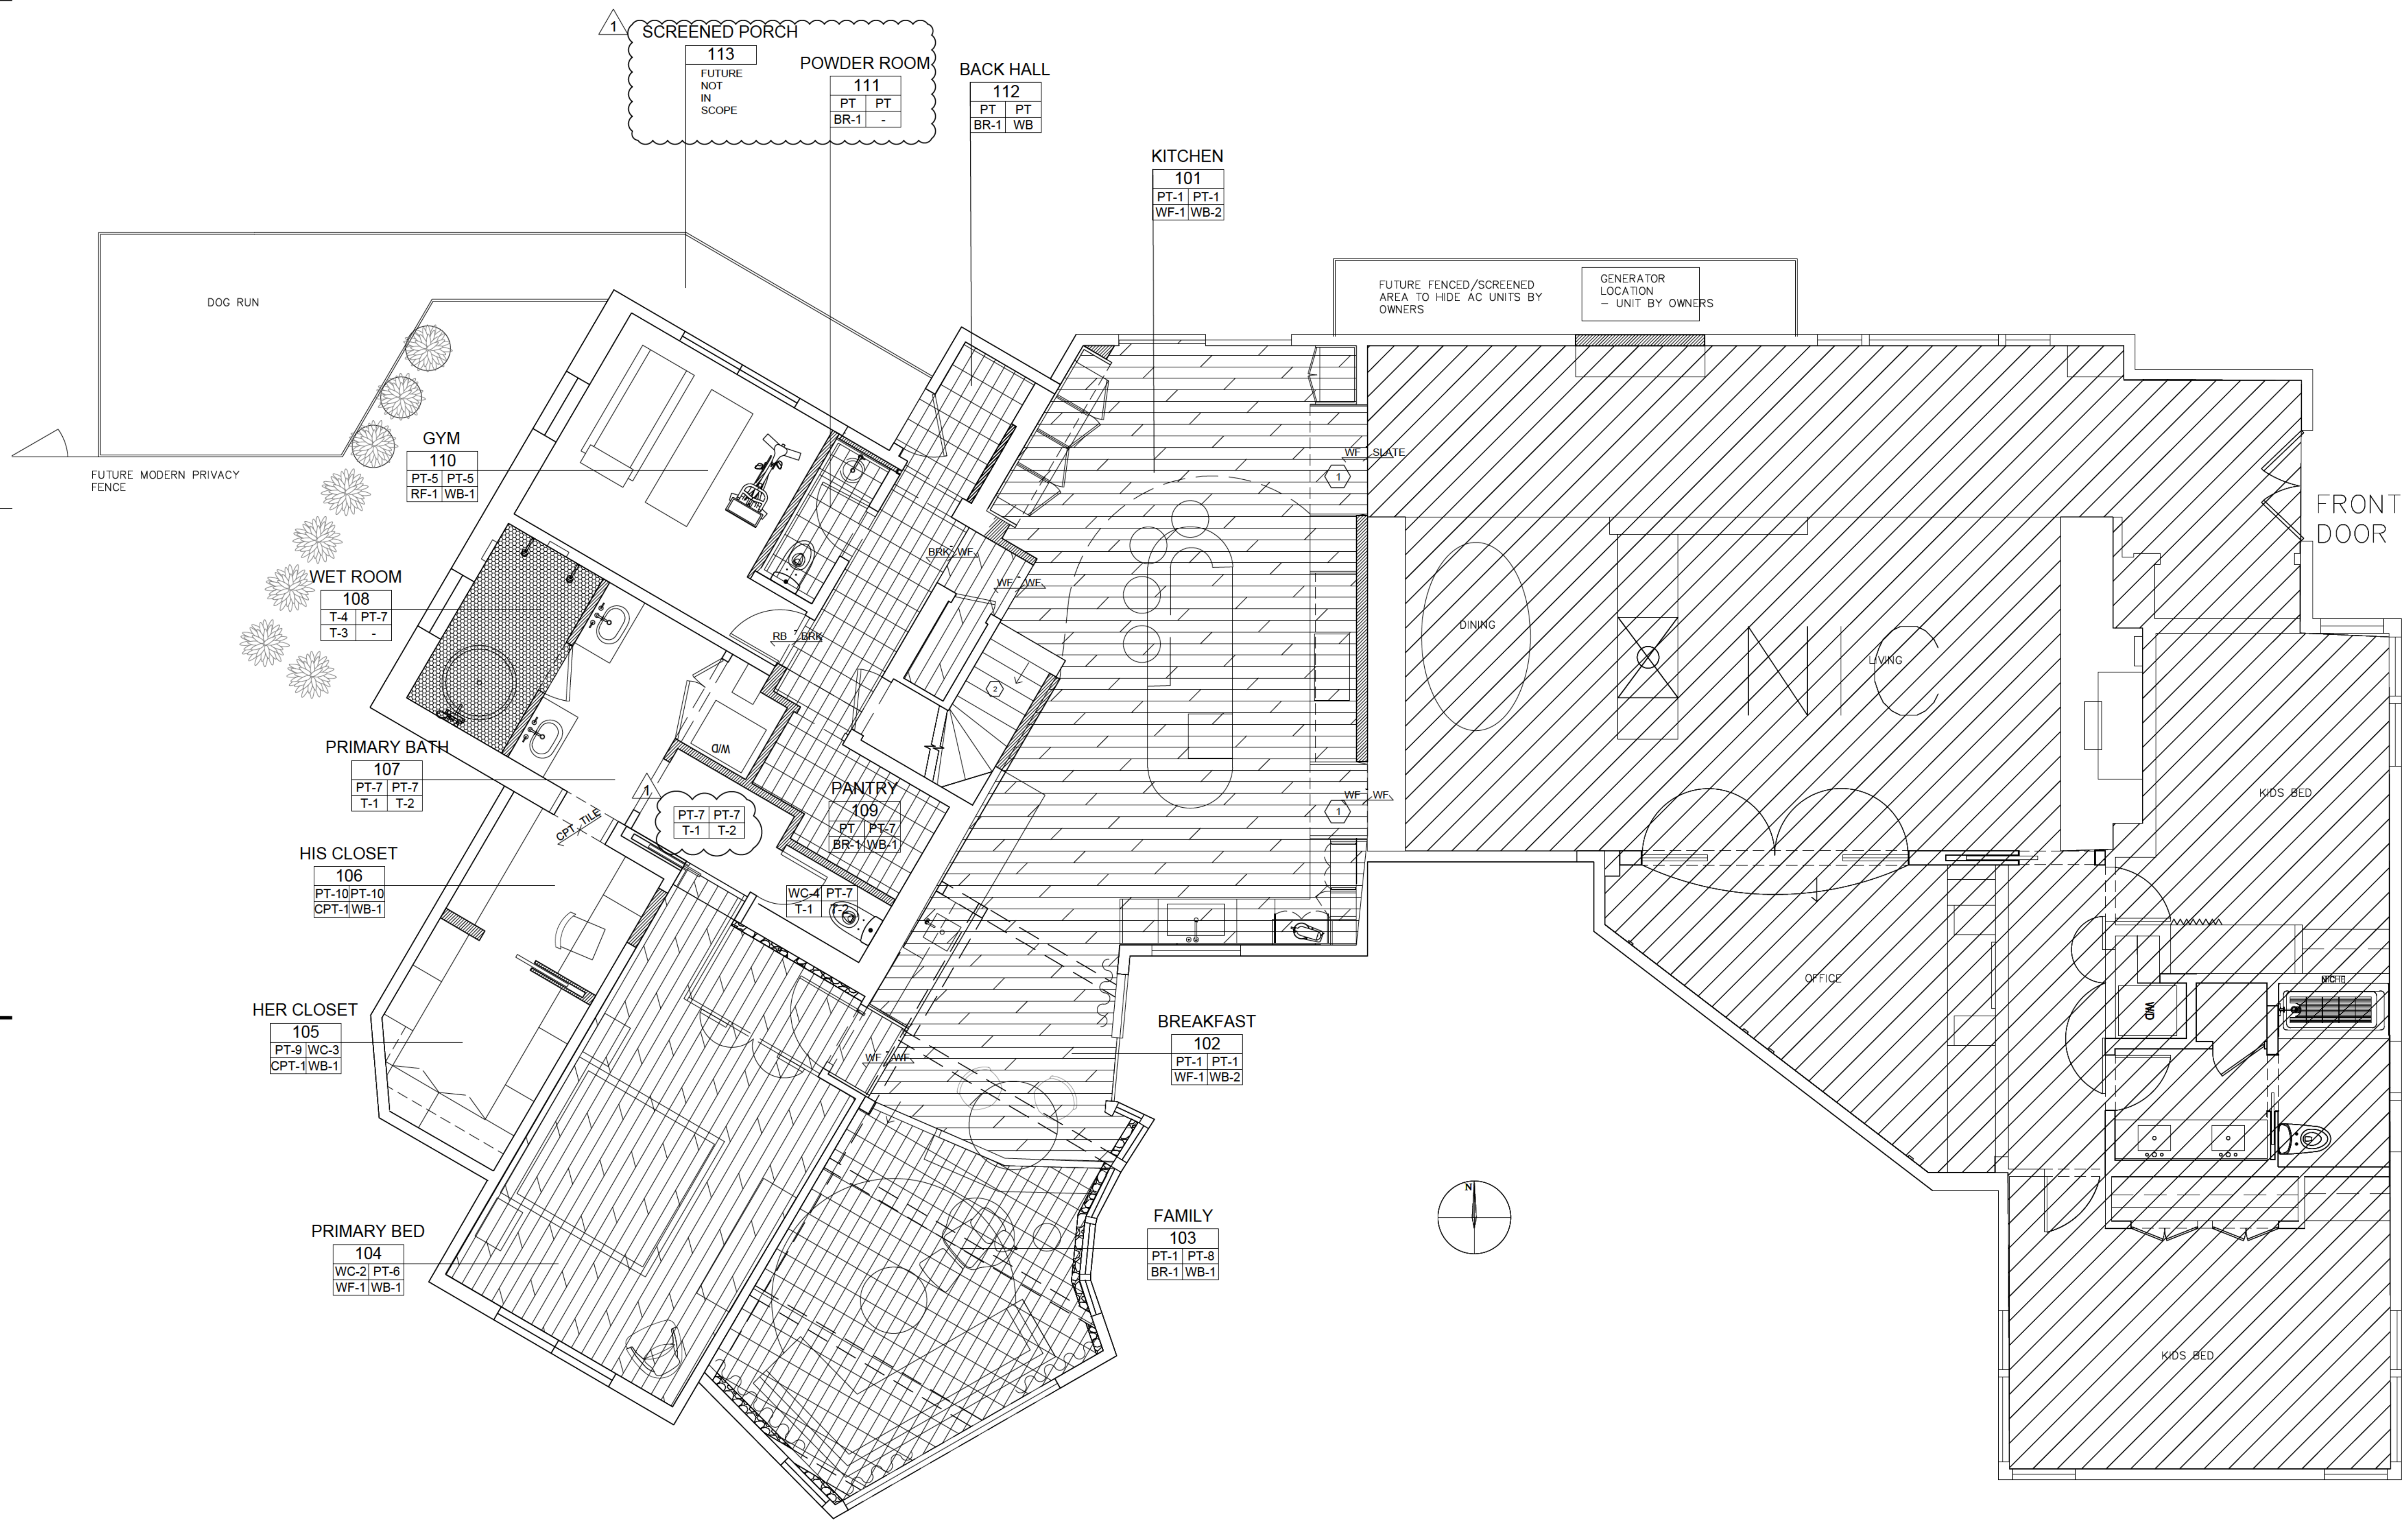 1
SCREENED PORCH
113
FUTURE
NOT
IN
SCOPE
POWDER ROOM
111
PT PT
BR-1 -
BACK HALL
112
PT PT
BR-1 WB
KITCHEN
101
PT-1 PT-1
WF-1 WB-2
DOG RUN
FUTURE FENCED/SCREENED
AREA TO HIDE AC UNITS BY
OWNERS
GENERATOR
LOCATION
- UNIT BY OWNERS
GYM
110
PT-5 PT-5
RF-1 WB-1
FUTURE MODERN PRIVACY
FENCE
WF SLATE
1
FRONT
DOOR
BRK WF
WF WF
WET ROOM
108
T-4 PT-7
T-3 -
RB BRK
DINING
NIC
LIVING
2
W/D
PRIMARY BATH
107
PT-7 PT-7
T-1 T-2
1
PT-7 PT-7
T-1 T-2
PANTRY
109
PT PT-7
BR-1 WB-1
WF WF
1
KIDS BED
CPT TILE
HIS CLOSET
106
PT-10 PT-10
CPT-1 WB-1
WC-4 PT-7
T-1 T-2
OFFICE
NICHE
WD
HER CLOSET
105
PT-9 WC-3
CPT-1 WB-1
WF WF
BREAKFAST
102
PT-1 PT-1
WF-1 WB-2
N
PRIMARY BED
104
WC-2 PT-6
WF-1 WB-1
FAMILY
103
PT-1 PT-8
BR-1 WB-1
KIDS BED